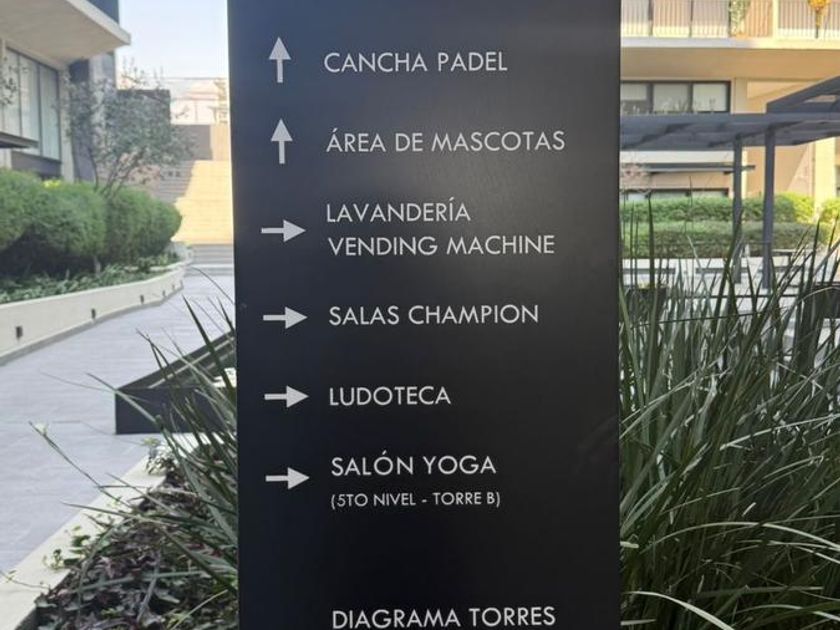 CANCHA PADEL
ÁREA DE MASCOTAS
LAVANDERÍA
VENDING MACHINE
SALAS CHAMPION
LUDOTECA
SALÓN YOGA
(5TO NIVEL - TORRE B)
DIAGRAMA TORRES